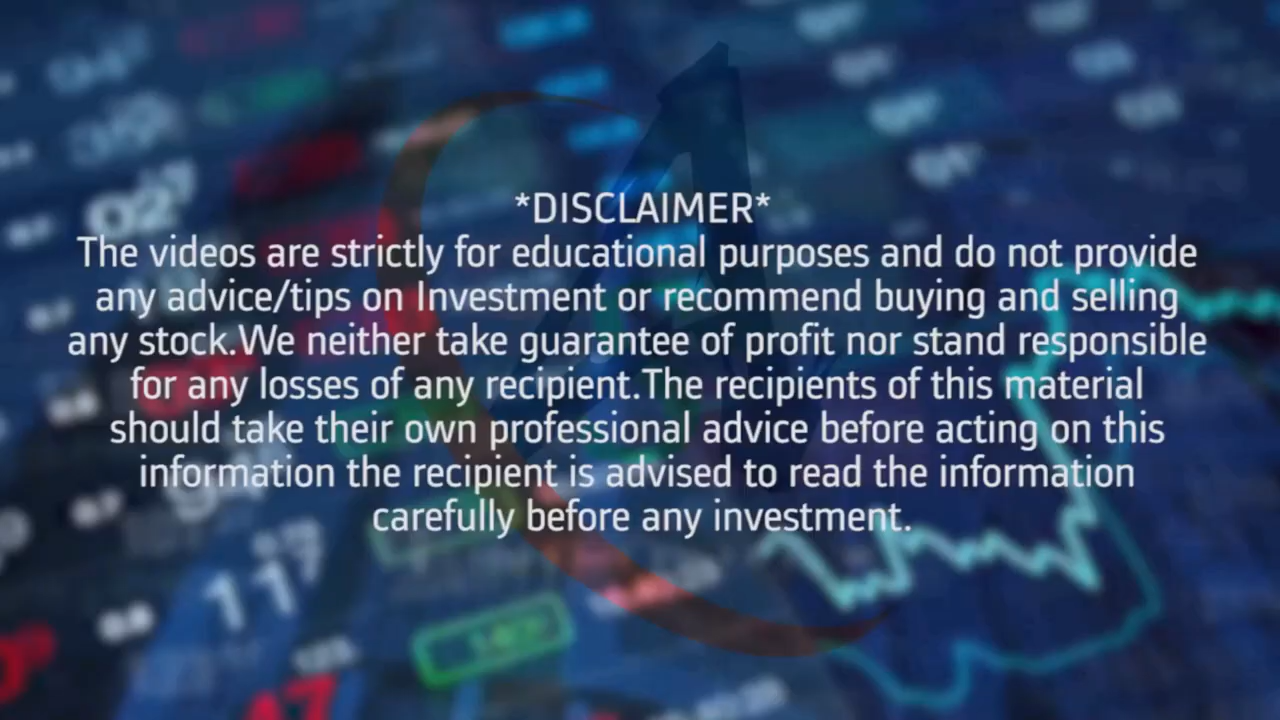 *DISCLAIMER*
The videos are strictly for educational purposes and do not provide
any advice/tips on Investment or recommend buying and selling
any stock.We neither take guarantee of profit nor stand responsible
for any losses of any recipient.The recipients of this material
should take their own professional advice before acting on this
information the recipient is advised to read the information
carefully before any investment.
02⁷
117